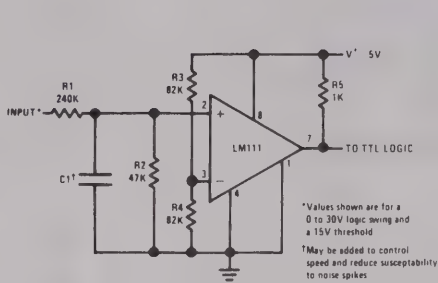 V+ 5V
R1
240K
R3
82K
R5
1K
INPUT*
2
+
8
LM111
7
TO TTL LOGIC
1
C1†
R2
47K
3
−
4
R4
82K
*Values shown are for a
0 to 30V logic swing and
a 15V threshold
†May be added to control
speed and reduce susceptability
to noise spikes